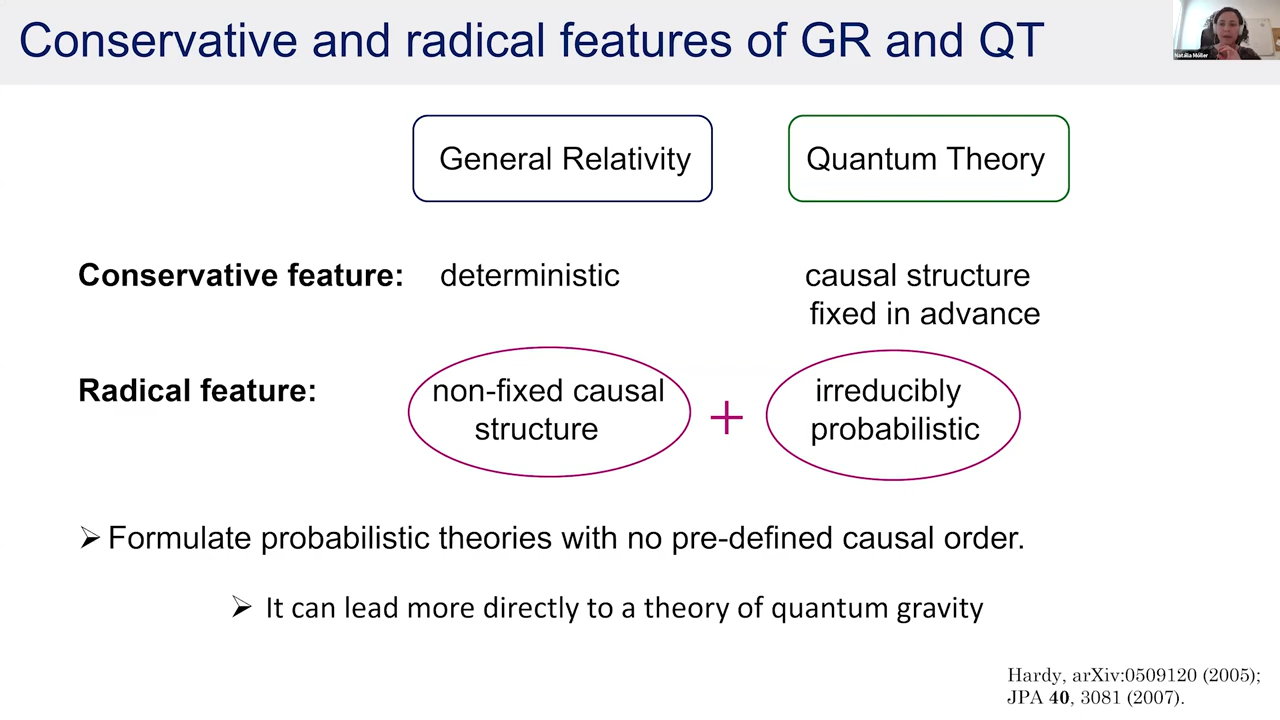 Conservative and radical features of GR and QT
Natália Móller
General Relativity
Quantum Theory
Conservative feature:
deterministic
causal structure
fixed in advance
Radical feature:
non-fixed causal
structure
+
irreducibly
probabilistic
➢ Formulate probabilistic theories with no pre-defined causal order.
➢ It can lead more directly to a theory of quantum gravity
Hardy, arXiv:0509120 (2005);
JPA 40, 3081 (2007).